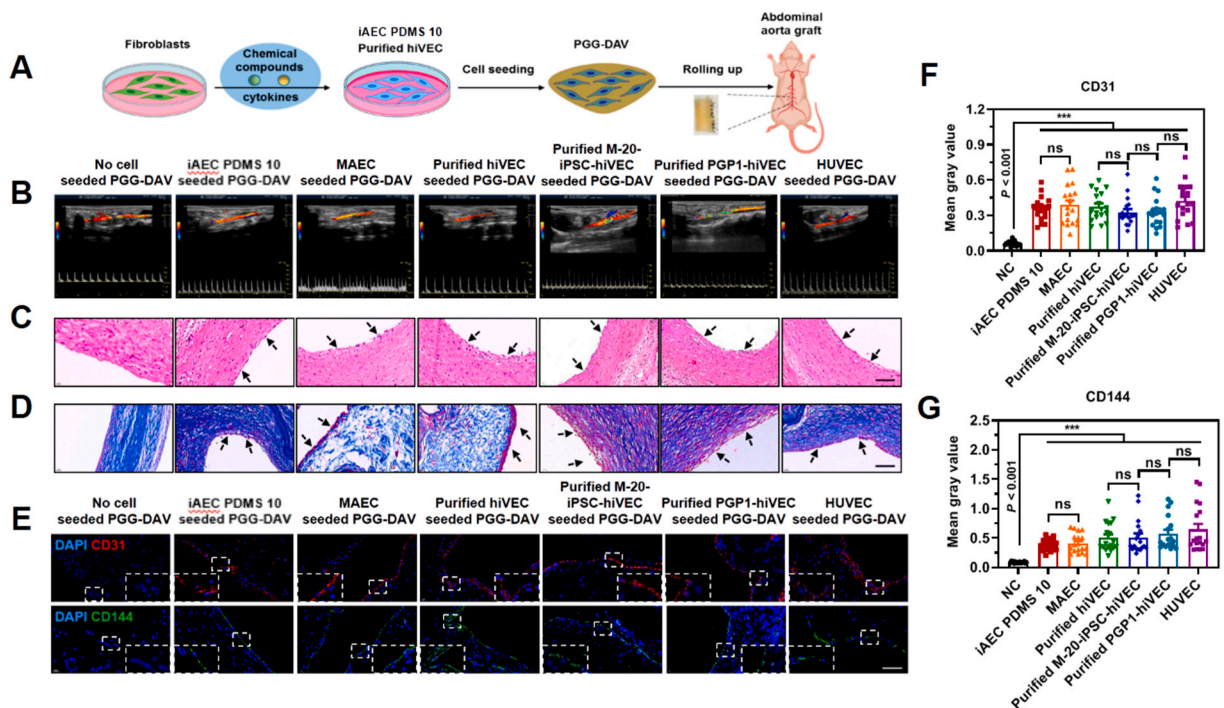 A
Fibroblasts
Chemical
compounds
cytokines
iAEC PDMS 10
Purified hiVEC
Cell seeding
PGG-DAV
Rolling up
Abdominal
aorta graft
B
No cell
seeded PGG-DAV
iAEC PDMS 10
seeded PGG-DAV
MAEC
seeded PGG-DAV
Purified hiVEC
seeded PGG-DAV
Purified M-20-
iPSC-hiVEC
seeded PGG-DAV
Purified PGP1-hiVEC
seeded PGG-DAV
HUVEC
seeded PGG-DAV
C
D
E
No cell
seeded PGG-DAV
iAEC PDMS 10
seeded PGG-DAV
MAEC
seeded PGG-DAV
Purified hiVEC
seeded PGG-DAV
Purified M-20-
iPSC-hiVEC
seeded PGG-DAV
Purified PGP1-hiVEC
seeded PGG-DAV
HUVEC
seeded PGG-DAV
DAPI CD31
DAPI CD144
F
CD31
Mean gray value
1.2
0.9
0.6
0.3
0.0
P < 0.001
***
ns
ns
ns
ns
NC
iAEC PDMS 10
MAEC
Purified hiVEC
Purified M-20-iPSC-hiVEC
Purified PGP1-hiVEC
HUVEC
G
CD144
Mean gray value
2.5
2.0
1.5
1.0
0.5
0.0
P < 0.001
***
ns
ns
ns
ns
NC
iAEC PDMS 10
MAEC
Purified hiVEC
Purified M-20-iPSC-hiVEC
Purified PGP1-hiVEC
HUVEC